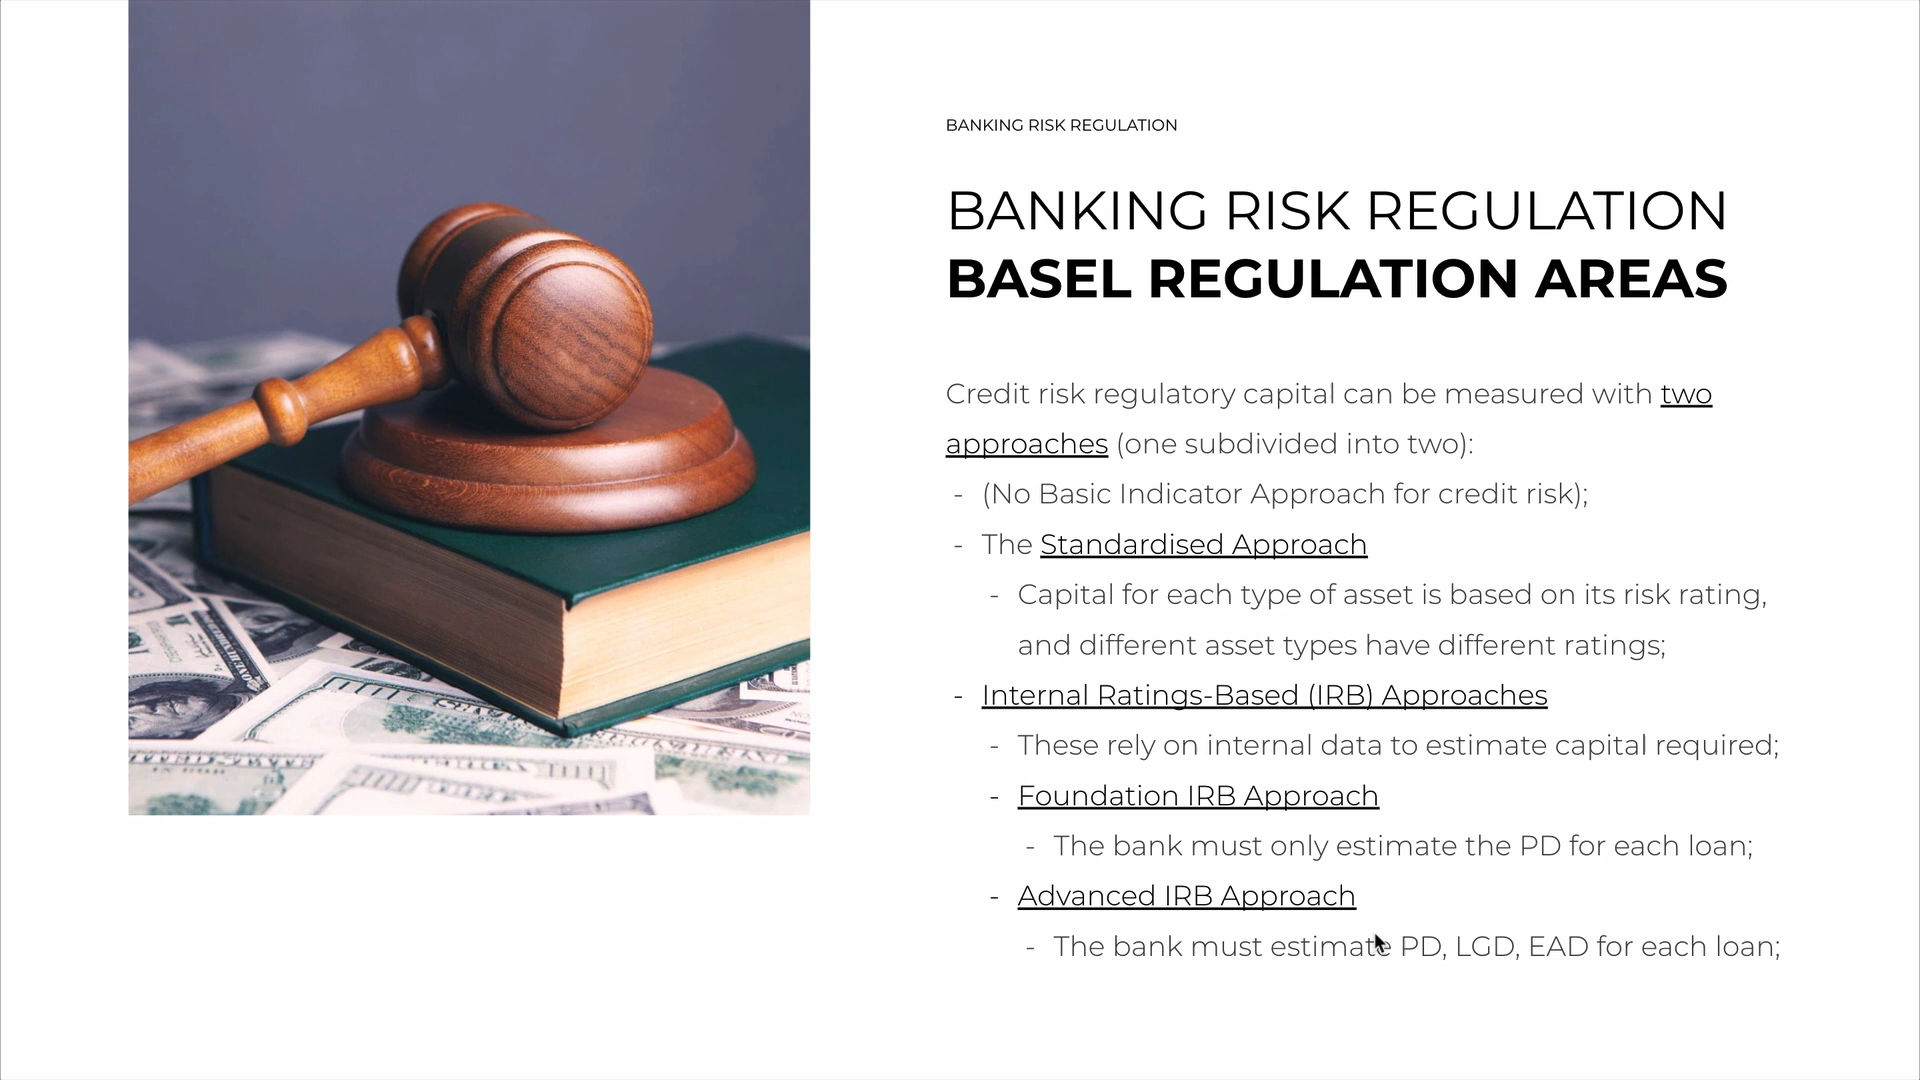 BANKING RISK REGULATION
BANKING RISK REGULATION
BASEL REGULATION AREAS
Credit risk regulatory capital can be measured with two
approaches (one subdivided into two):
- (No Basic Indicator Approach for credit risk);
- The Standardised Approach
- Capital for each type of asset is based on its risk rating,
and different asset types have different ratings;
- Internal Ratings-Based (IRB) Approaches
- These rely on internal data to estimate capital required;
- Foundation IRB Approach
- The bank must only estimate the PD for each loan;
- Advanced IRB Approach
- The bank must estimate PD, LGD, EAD for each loan;